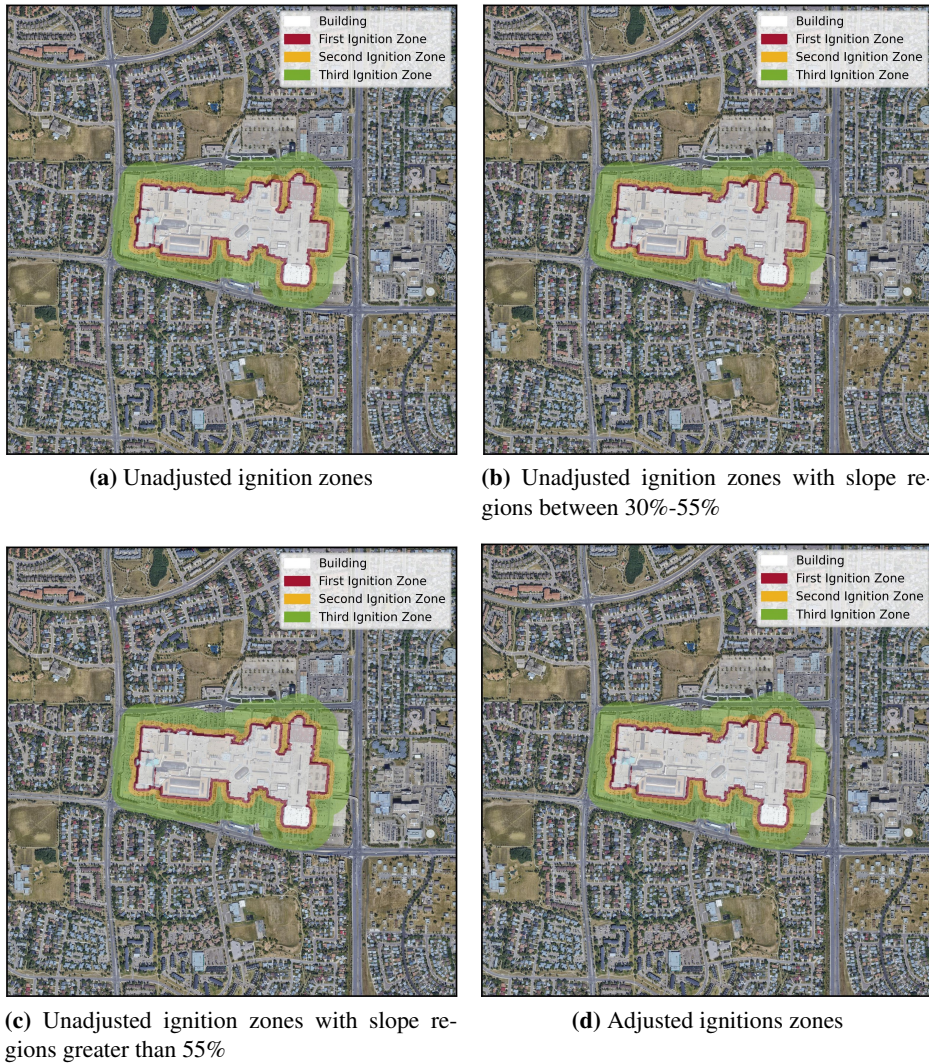 Building
First Ignition Zone
Second Ignition Zone
Third Ignition Zone
Building
First Ignition Zone
Second Ignition Zone
Third Ignition Zone
(a) Unadjusted ignition zones
(b) Unadjusted ignition zones with slope re-
gions between 30%-55%
Building
First Ignition Zone
Second Ignition Zone
Third Ignition Zone
Building
First Ignition Zone
Second Ignition Zone
Third Ignition Zone
(c) Unadjusted ignition zones with slope re-
gions greater than 55%
(d) Adjusted ignitions zones